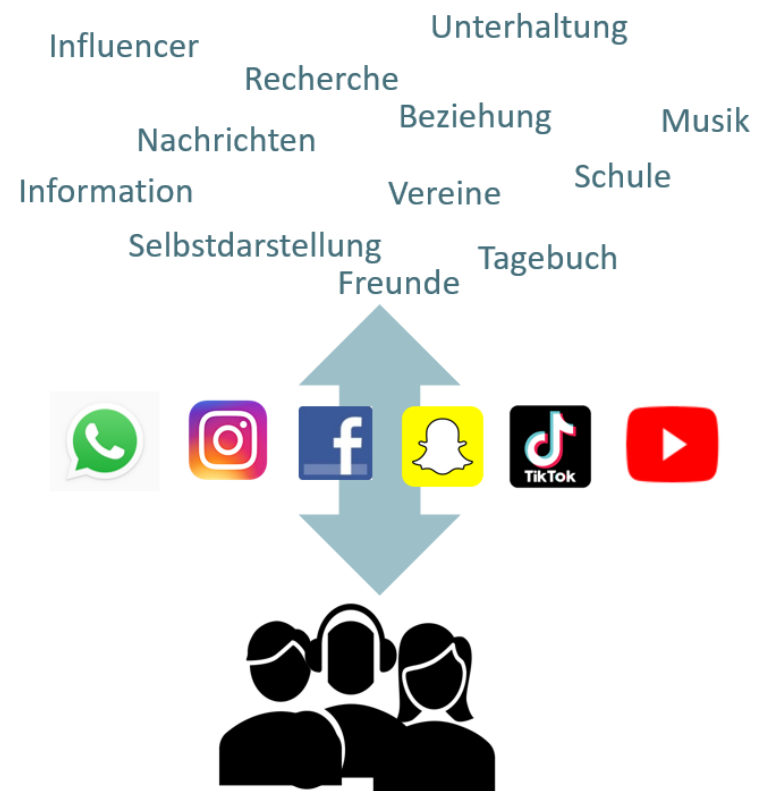 Influencer
Unterhaltung
Recherche
Beziehung
Musik
Nachrichten
Information
Vereine
Schule
Selbstdarstellung
Tagebuch
Freunde
f
TikTok